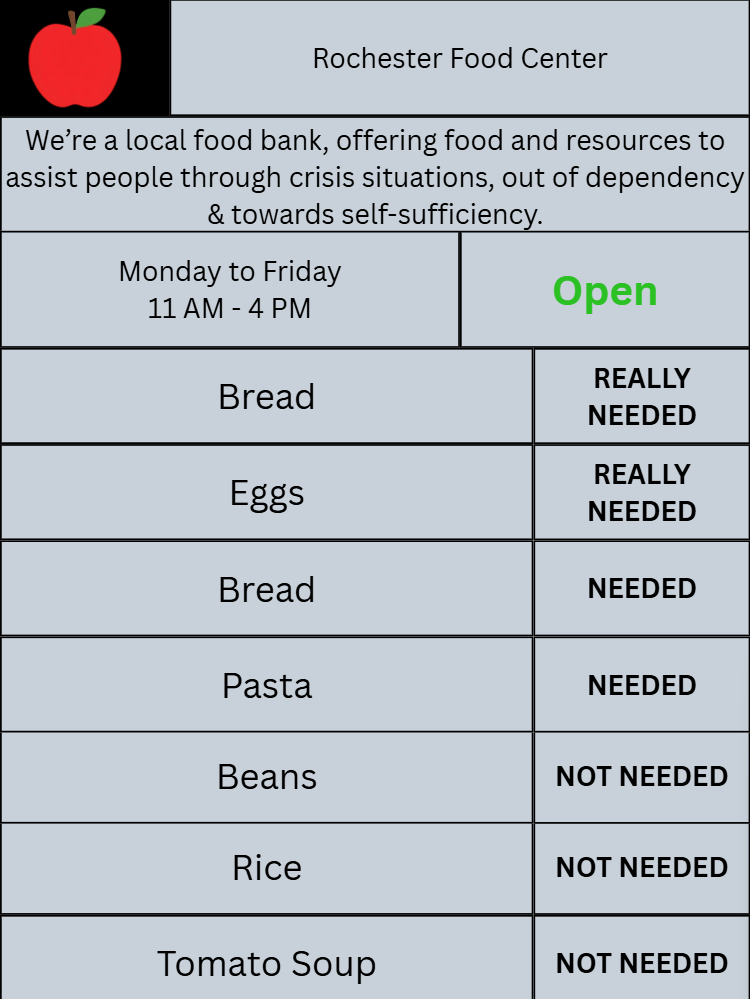 Rochester Food Center
We’re a local food bank, offering food and resources to
assist people through crisis situations, out of dependency
& towards self-sufficiency.
Monday to Friday
11 AM - 4 PM
Open
Bread
REALLY
NEEDED
Eggs
REALLY
NEEDED
Bread
NEEDED
Pasta
NEEDED
Beans
NOT NEEDED
Rice
NOT NEEDED
Tomato Soup
NOT NEEDED